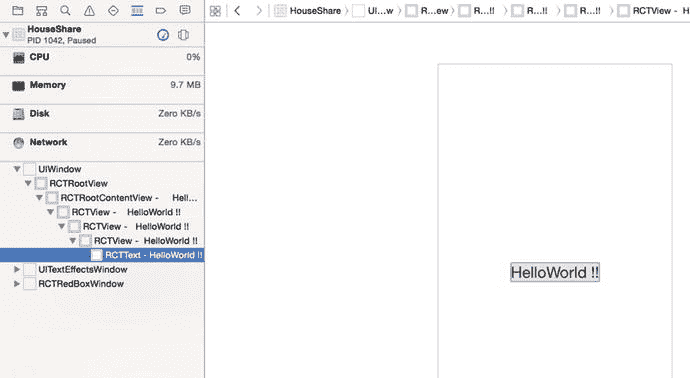 HouseShare
PID 1042, Paused
CPU 0%
Memory 9.7 MB
Disk Zero KB/s
Network Zero KB/s
UIWindow
RCTRootView
RCTRootContentView - Hell...
RCTView - HelloWorld !!
RCTView - HelloWorld !!
RCTView - HelloWorld !!
RCTText - HelloWorld !!
UITextEffectsWindow
RCTRedBoxWindow
HouseShare 〉 UI...w 〉 R...ew 〉 R...!! 〉 R...!! 〉 R...!! 〉 RCTView - H
HelloWorld !!